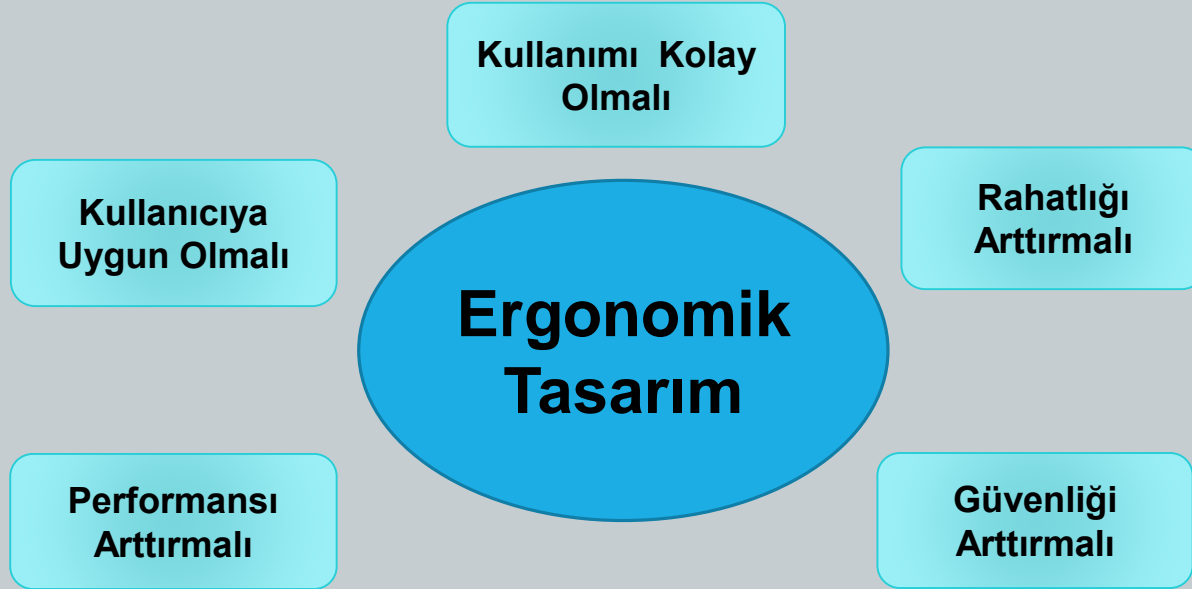 Kullanımı Kolay
Olmalı
Kullanıcıya
Uygun Olmalı
Rahatlığı
Arttırmalı
Ergonomik
Tasarım
Performansı
Arttırmalı
Güvenliği
Arttırmalı